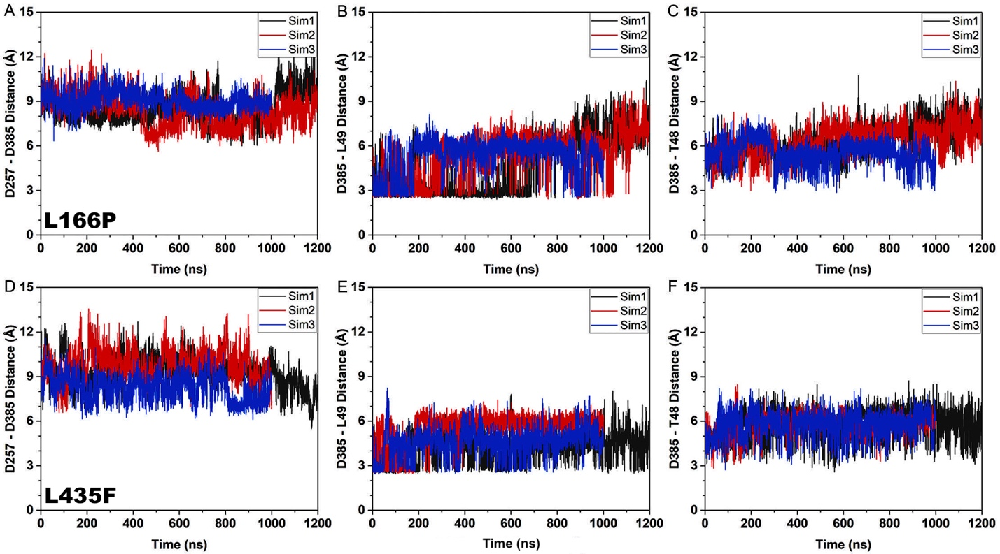 A
15
12
9
6
3
0
D257 - D385 Distance (Å)
Sim1
Sim2
Sim3
L166P
0 200 400 600 800 1000 1200
Time (ns)
B
15
12
9
6
3
0
D385 - L49 Distance (Å)
Sim1
Sim2
Sim3
0 200 400 600 800 1000 1200
Time (ns)
C
15
12
9
6
3
0
D385 - T48 Distance (Å)
Sim1
Sim2
Sim3
0 200 400 600 800 1000 1200
Time (ns)
D
15
12
9
6
3
0
D257 - D385 Distance (Å)
Sim1
Sim2
Sim3
L435F
0 200 400 600 800 1000 1200
Time (ns)
E
15
12
9
6
3
0
D385 - L49 Distance (Å)
Sim1
Sim2
Sim3
0 200 400 600 800 1000 1200
Time (ns)
F
15
12
9
6
3
0
D385 - T48 Distance (Å)
Sim1
Sim2
Sim3
0 200 400 600 800 1000 1200
Time (ns)